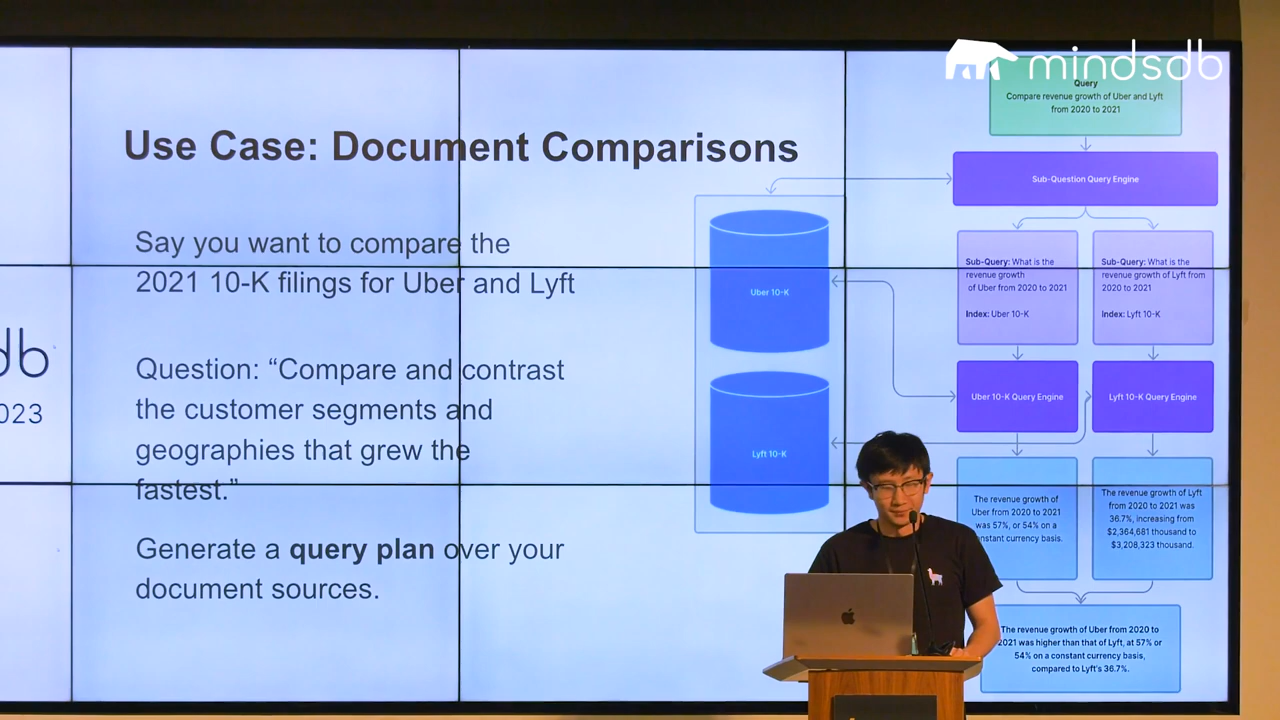 mindsdb
Use Case: Document Comparisons
Say you want to compare the
2021 10-K filings for Uber and Lyft
Question: “Compare and contrast
the customer segments and
geographies that grew the
fastest.”
Generate a query plan over your
document sources.
db
023
Query
Compare revenue growth of Uber and Lyft
from 2020 to 2021
Sub-Question Query Engine
Uber 10-K
Lyft 10-K
Sub-Query: What is the
revenue growth
of Uber from 2020 to 2021
Index: Uber 10-K
Sub-Query: What is the
revenue growth of Lyft from
2020 to 2021
Index: Lyft 10-K
Uber 10-K Query Engine
Lyft 10-K Query Engine
The revenue growth of
Uber from 2020 to 2021
was 57%, or 54% on a
constant currency basis.
The revenue growth of Lyft
from 2020 to 2021 was
36.7%, increasing from
$2,364,681 thousand to
$3,208,323 thousand.
The revenue growth of Uber from 2020 to
2021 was higher than that of Lyft, at 57% or
54% on a constant currency basis,
compared to Lyft's 36.7%.